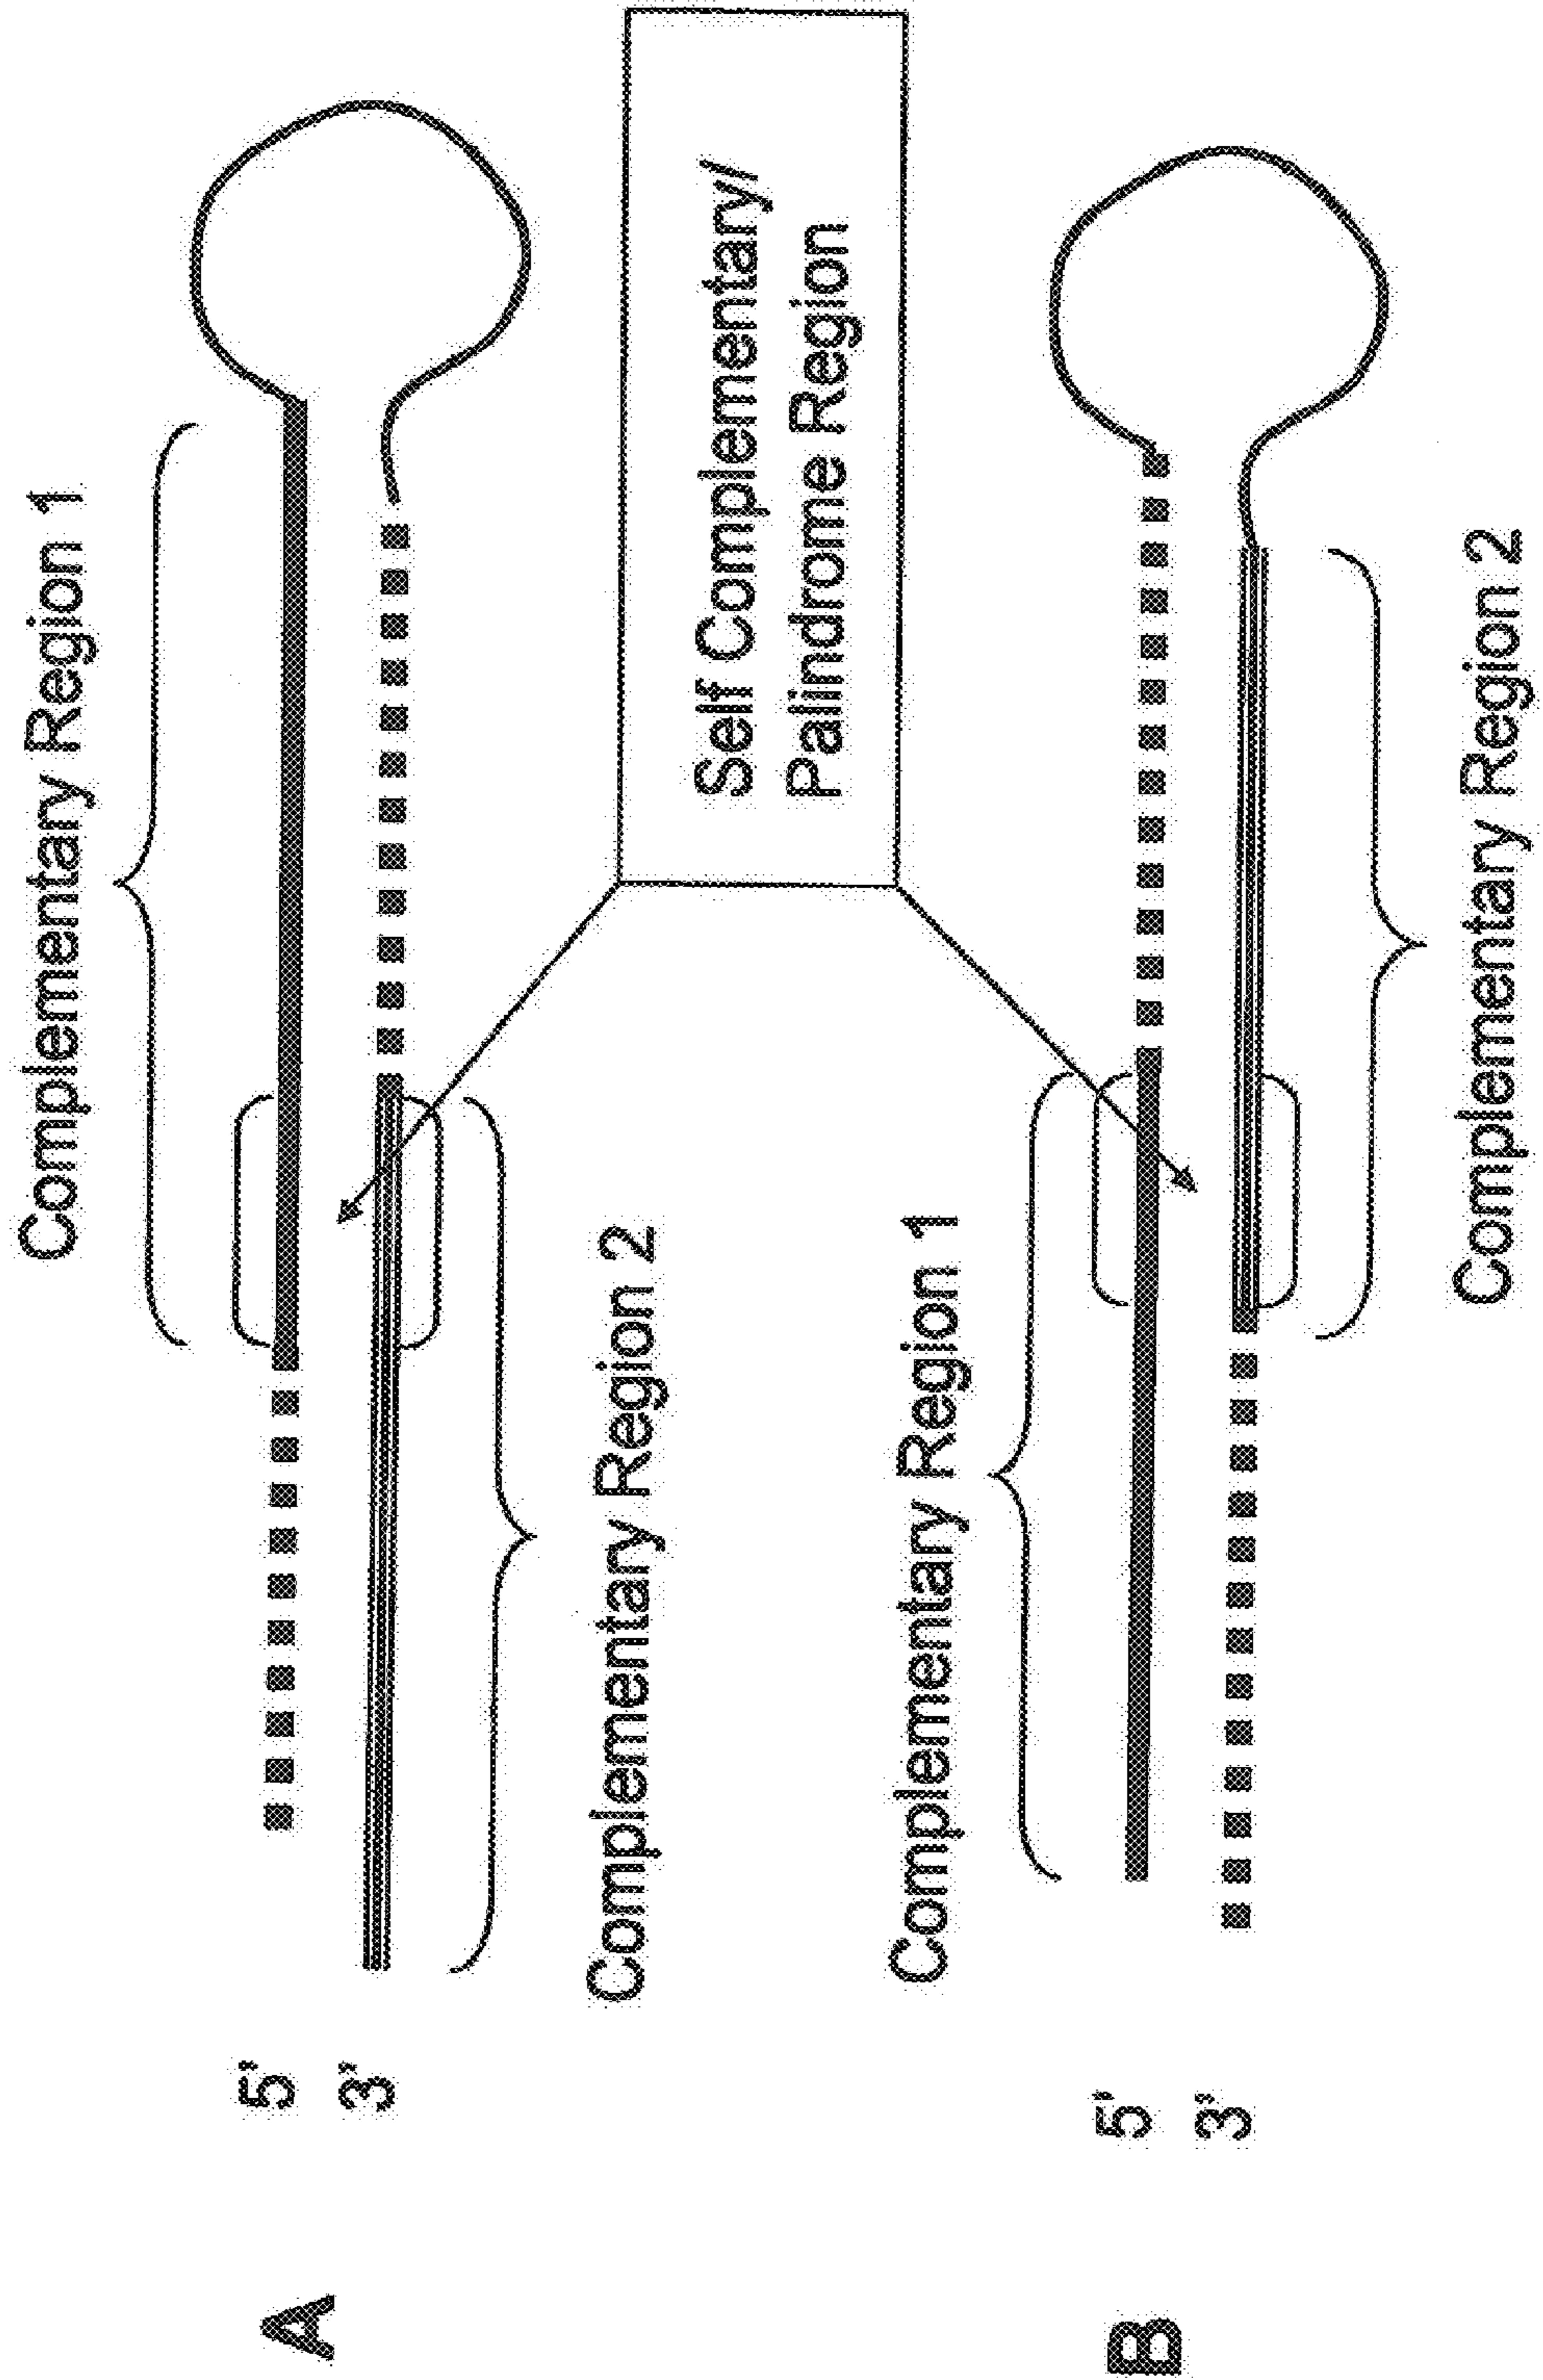 Complementary Region 1
A
5'
3'
Complementary Region 2
Self Complementary/
Palindrome Region
Complementary Region 1
B
5'
3'
Complementary Region 2